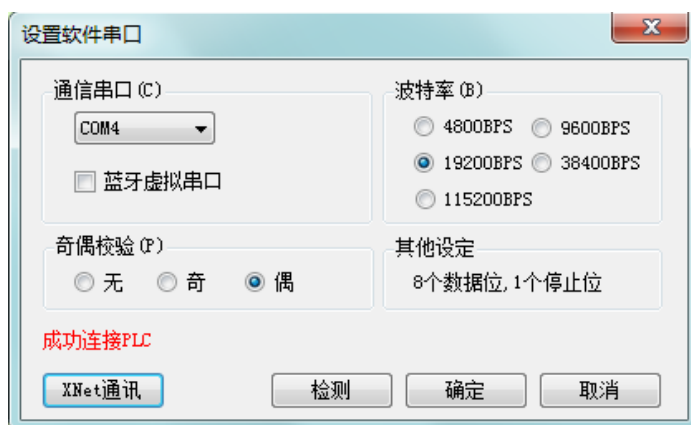 设置软件串口
通信串口(C)
COM4
蓝牙虚拟串口
波特率(B)
4800BPS 9600BPS
19200BPS 38400BPS
115200BPS
奇偶校验(P)
无 奇 偶
其他设定
8个数据位,1个停止位
成功连接PLC
XNet通讯 检测 确定 取消